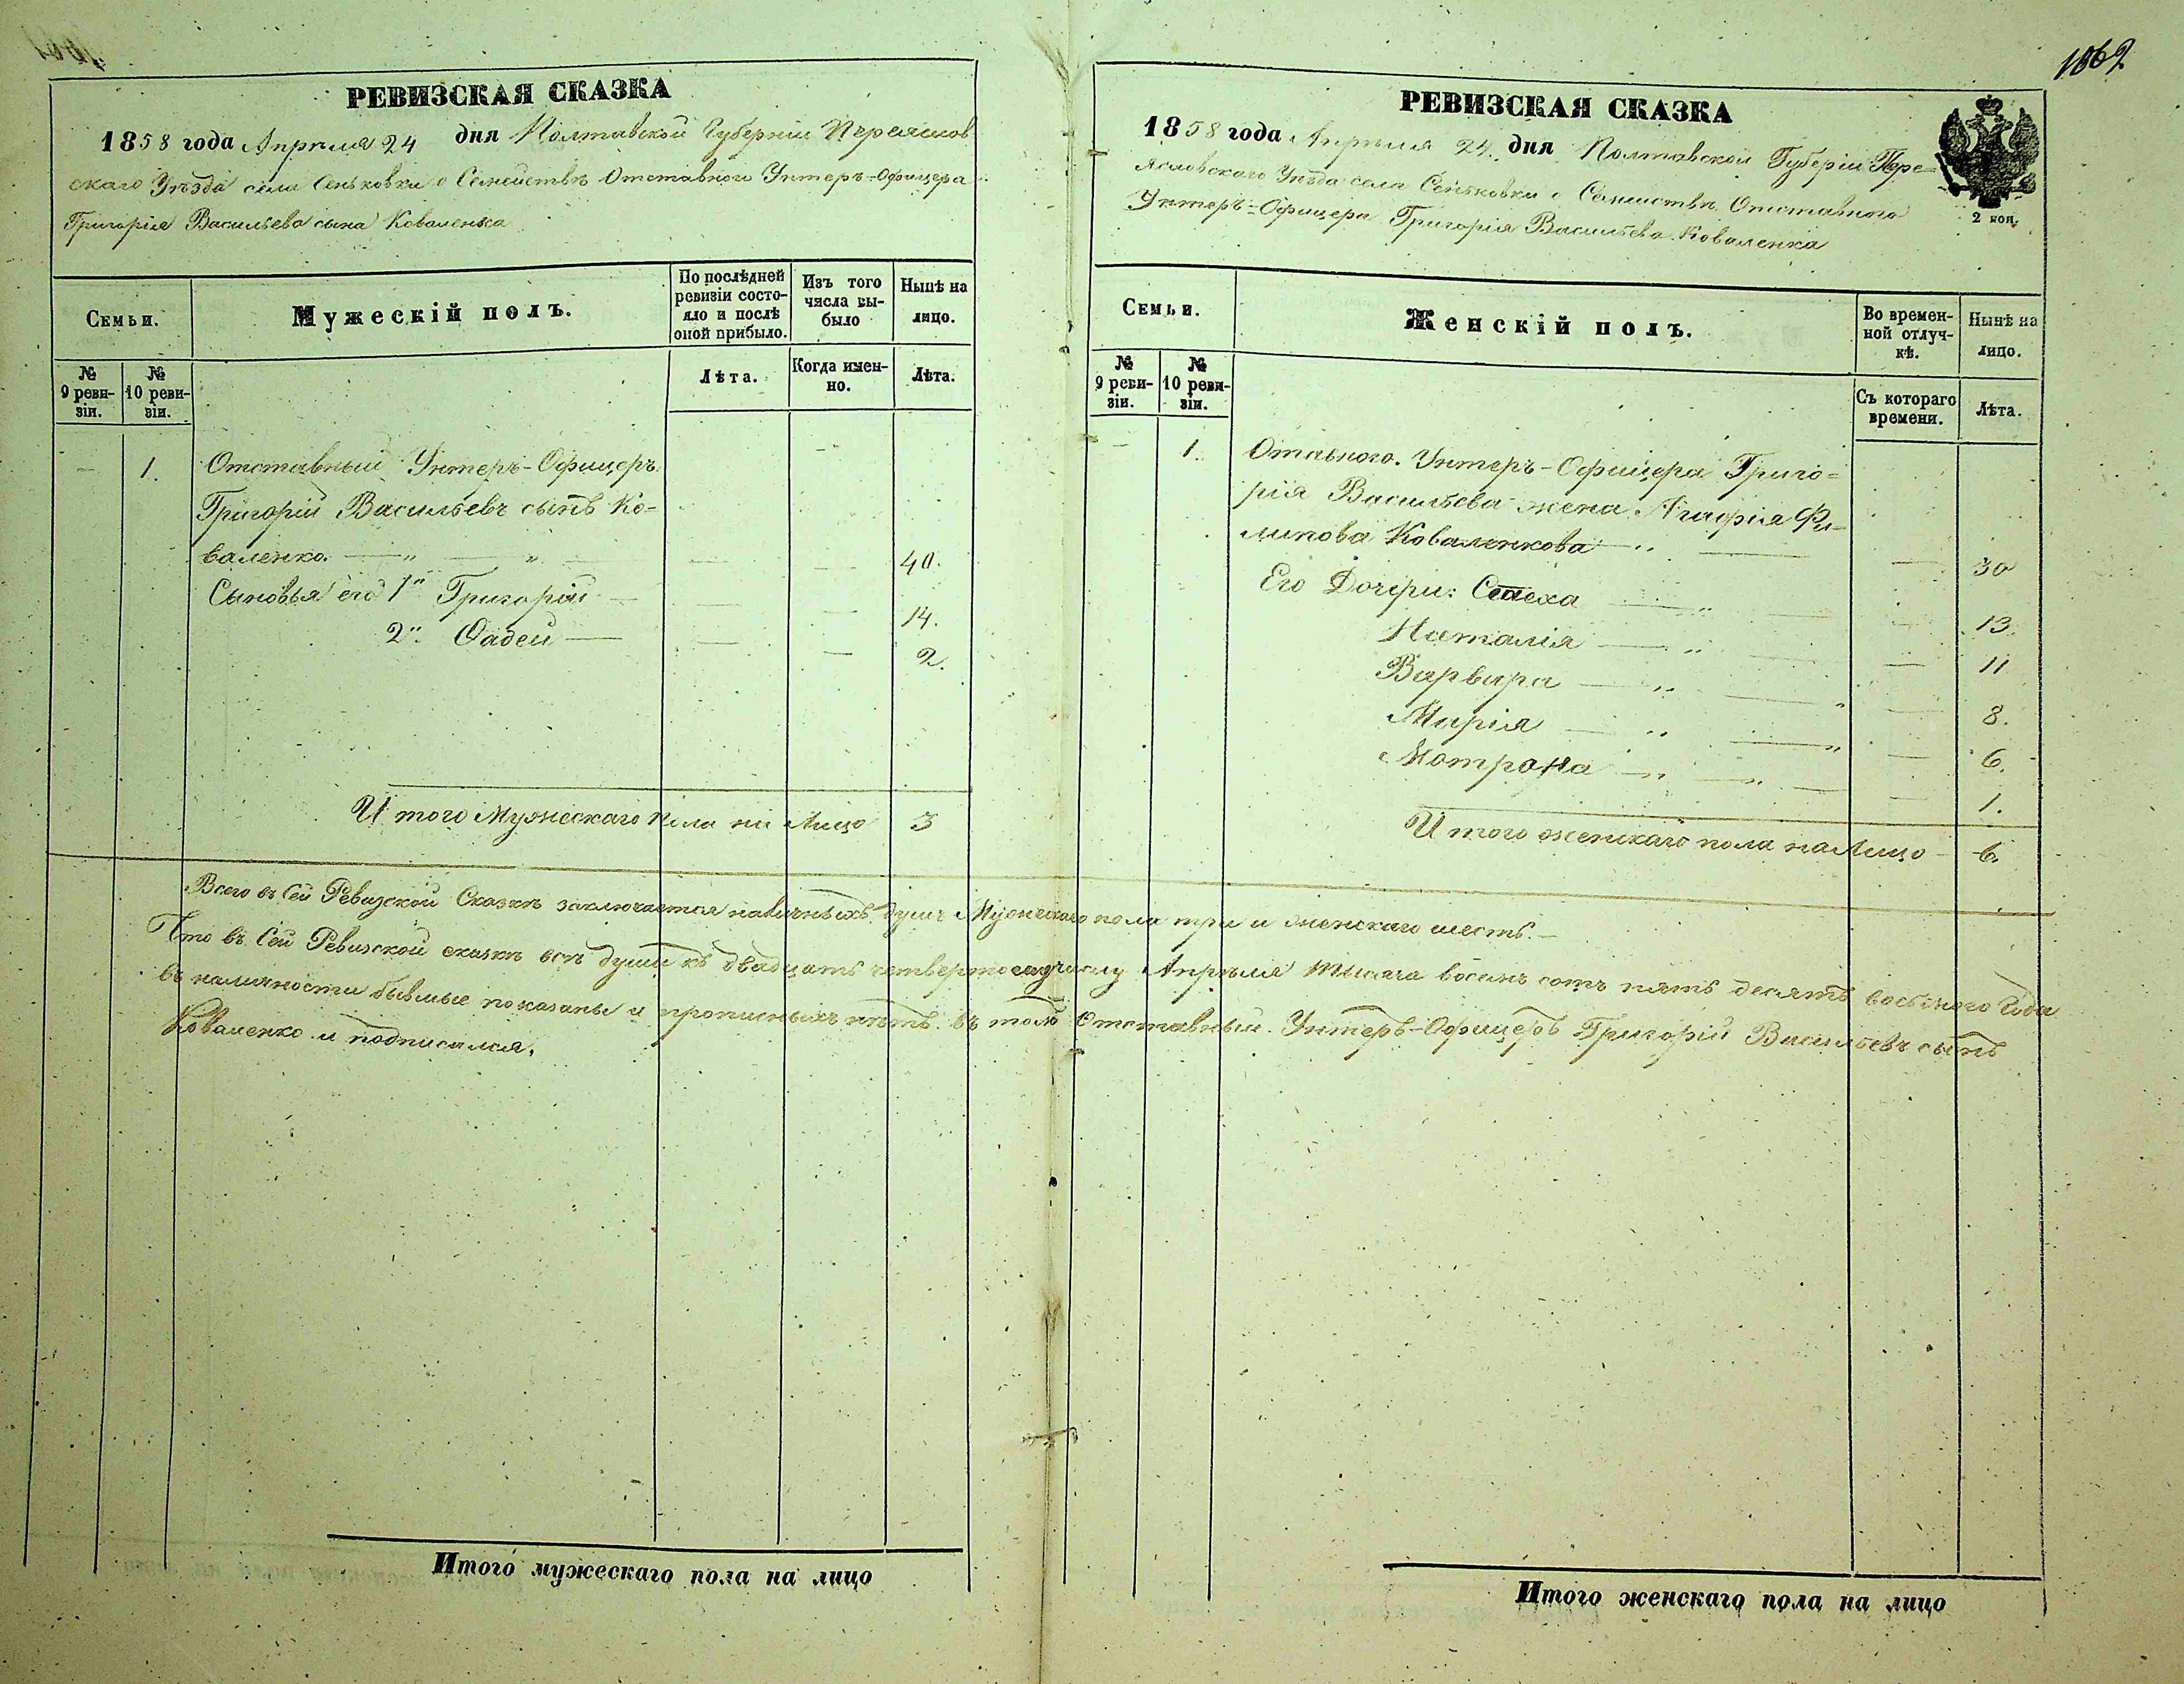 1062
РЕВИЗСКАЯ СКАЗКА
1858 года Апрѣля 24 дня Полтавской Губерніи Переяслов
скаго Уѣзда села Сеньковки о Семействѣ Отставнаго Унтеръ-Офицера
Григорія Васильева сына Коваленка
Семьи.
Мужескій полъ.
По послѣдней ревизіи состояло и послѣ оной прибыло.
Изъ того числа выбыло
Нынѣ на лицо.
№ 9 ревизіи.
№ 10 ревизіи.
Лѣта.
Когда именно.
Лѣта.
— 1. Отставный Унтеръ-Офицеръ
Григорій Васильевъ сынъ Ко-
валенко — „ — „ — — — 40.
Сыновья его 1й Григорій — — — 14.
2й Фадей — — — 2.
И того Мужескаго пола на Лицо 3
РЕВИЗСКАЯ СКАЗКА
1858 года Апрѣля 24 дня Полтавской Губерніи Пере-
ясловскаго Уѣзда села Сеньковки о Семействѣ Отставнаго
Унтеръ-Офицера Григорія Васильева Коваленка
2 коп.
Семьи.
Женскій полъ.
Во временной отлучкѣ.
Нынѣ на лицо.
№ 9 ревизіи.
№ 10 ревизіи.
Съ котораго времени.
Лѣта.
— 1. Отавного Унтеръ-Офицера Григо-
рія Васильева жена Агафія Фи-
липова Коваленкова — „ — — 30
Его Дочери: — „ — — 13.
Наталія — „ — — 11
Варвара — „ — „ — 8.
Марія — „ — „ — 6.
Мотрона — „ — „ — — 1.
И того женскаго пола на Лицо — 6.
Всего въ Сей Ревизской Сказкѣ заключается наличныхъ душъ Мужескаго пола три и женскаго шесть. —
Что въ Сей Ревизской сказкѣ всѣ души къ двадцать четвертому числу Апрѣля тысяча восемь сотъ пять десятъ восьмого Года
въ наличности бывшые показаны и прописныхъ нѣтъ въ томъ Отставный Унтеръ-Офицеръ Григорій Васильевъ сынъ
Коваленко и подписался.
Итого мужескаго пола на лицо
Итого женскаго пола на лицо